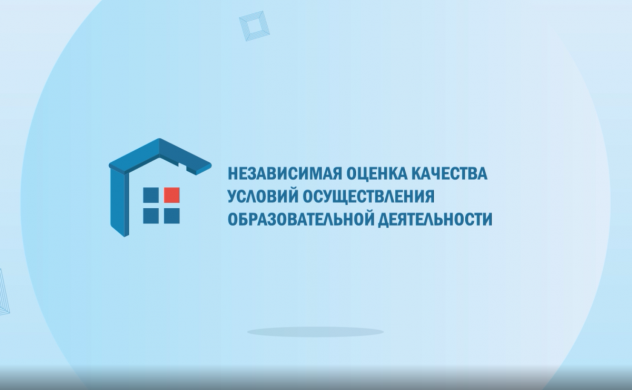 НЕЗАВИСИМАЯ ОЦЕНКА КАЧЕСТВА
УСЛОВИЙ ОСУЩЕСТВЛЕНИЯ
ОБРАЗОВАТЕЛЬНОЙ ДЕЯТЕЛЬНОСТИ